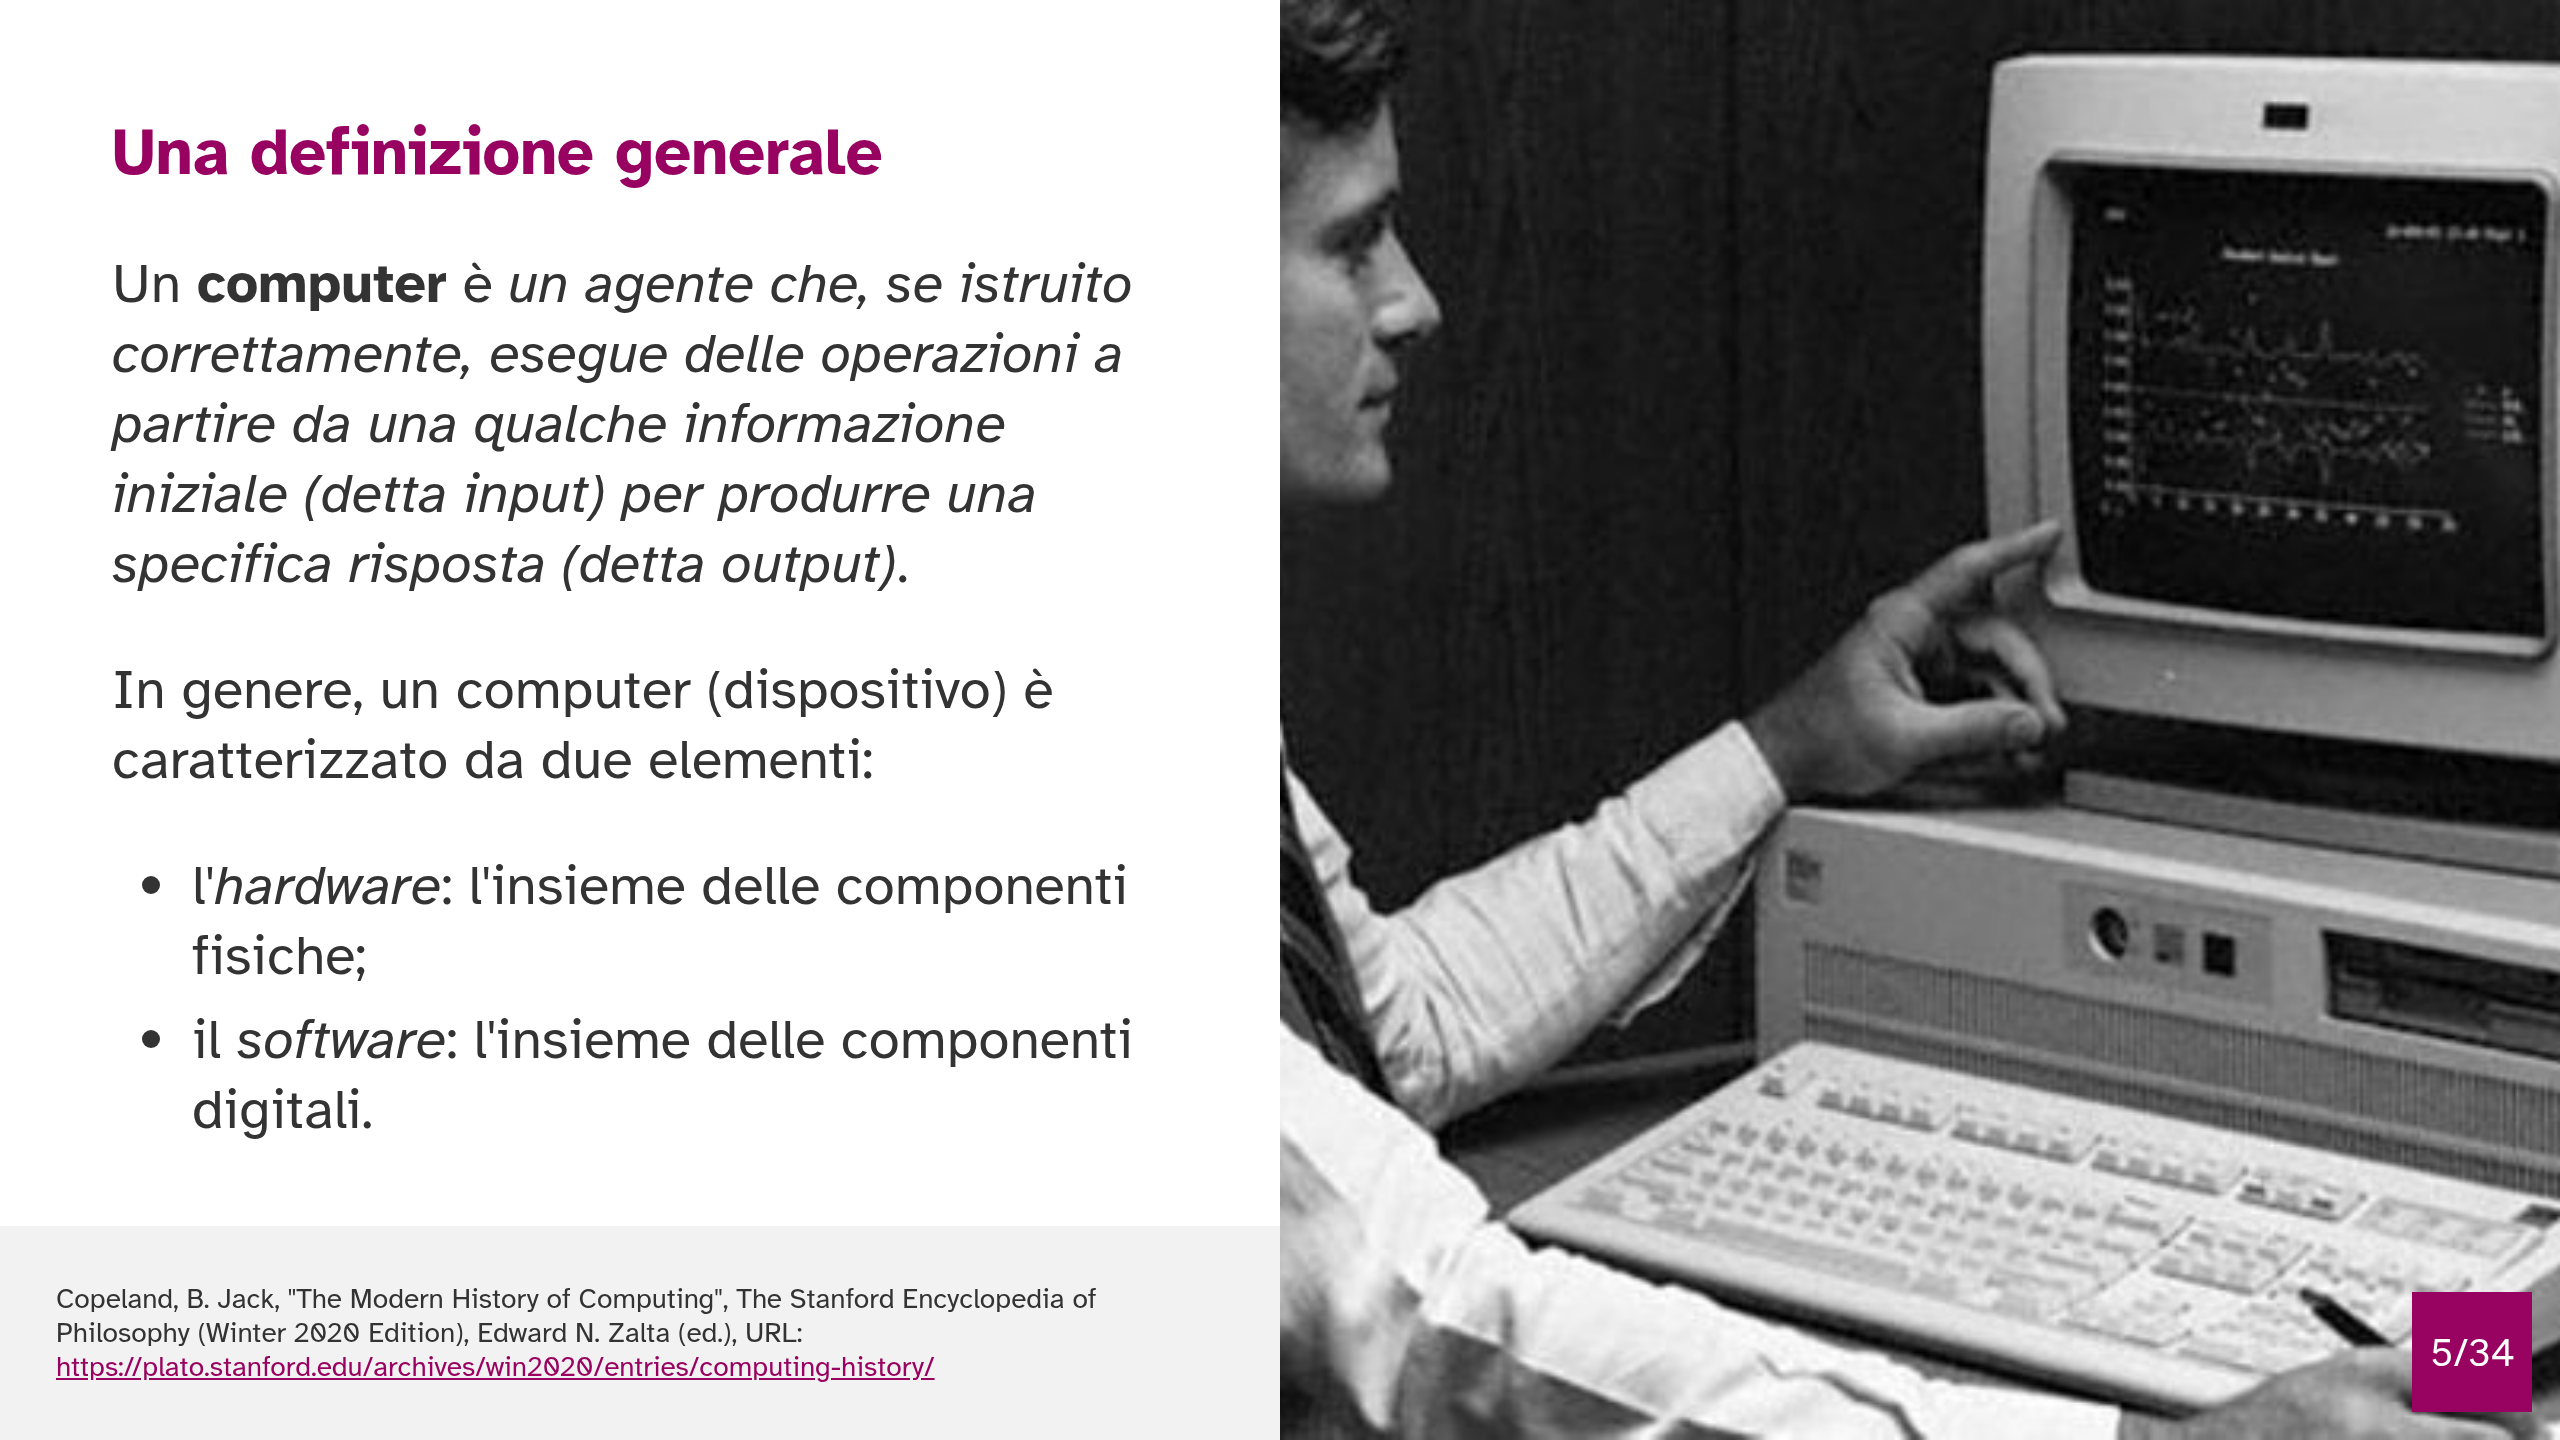 Una definizione generale
Un computer è un agente che, se istruito
correttamente, esegue delle operazioni a
partire da una qualche informazione
iniziale (detta input) per produrre una
specifica risposta (detta output).
In genere, un computer (dispositivo) è
caratterizzato da due elementi:
• l'hardware: l'insieme delle componenti
fisiche;
• il software: l'insieme delle componenti
digitali.
Copeland, B. Jack, "The Modern History of Computing", The Stanford Encyclopedia of
Philosophy (Winter 2020 Edition), Edward N. Zalta (ed.), URL:
https://plato.stanford.edu/archives/win2020/entries/computing-history/
5/34